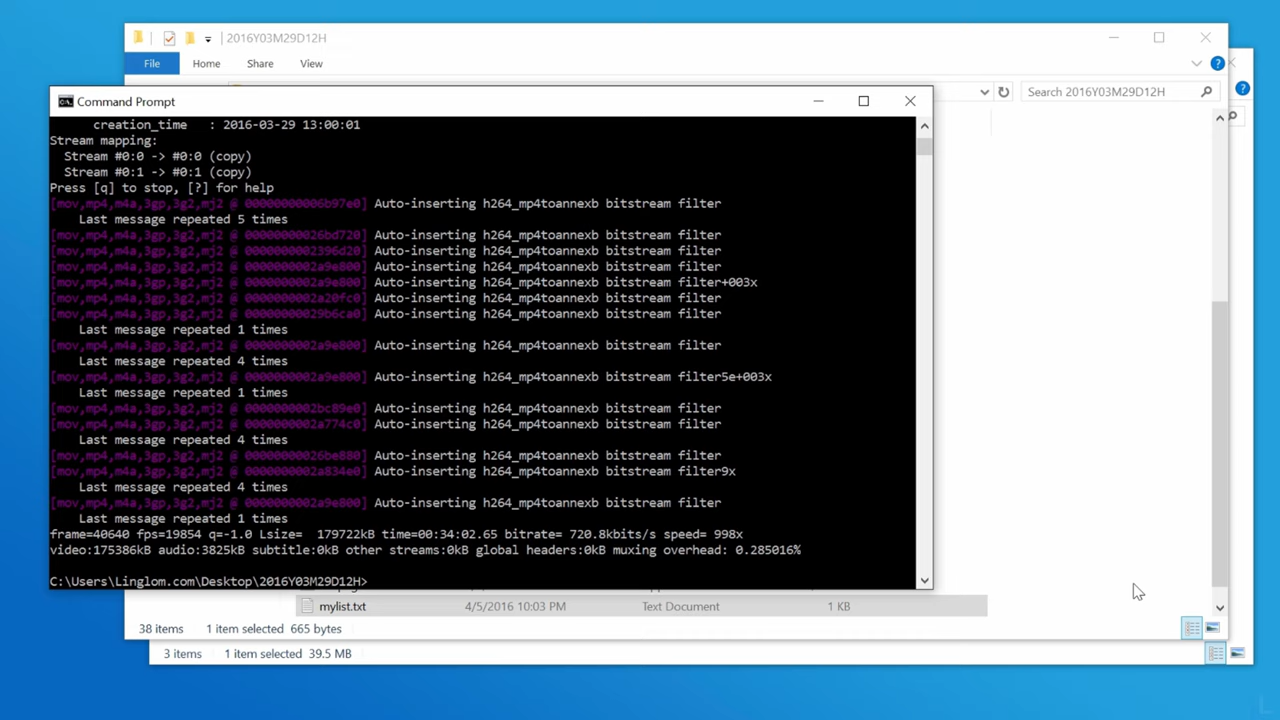 2016Y03M29D12H
File Home Share View
Search 2016Y03M29D12H
Command Prompt
creation_time : 2016-03-29 13:00:01
Stream mapping:
Stream #0:0 -> #0:0 (copy)
Stream #0:1 -> #0:1 (copy)
Press [q] to stop, [?] for help
[mov,mp4,m4a,3gp,3g2,mj2 @ 00000000006b97e0] Auto-inserting h264_mp4toannexb bitstream filter
Last message repeated 5 times
[mov,mp4,m4a,3gp,3g2,mj2 @ 00000000026bd720] Auto-inserting h264_mp4toannexb bitstream filter
[mov,mp4,m4a,3gp,3g2,mj2 @ 0000000002396d20] Auto-inserting h264_mp4toannexb bitstream filter
[mov,mp4,m4a,3gp,3g2,mj2 @ 0000000002a9e800] Auto-inserting h264_mp4toannexb bitstream filter
[mov,mp4,m4a,3gp,3g2,mj2 @ 0000000002a9e800] Auto-inserting h264_mp4toannexb bitstream filter+003x
[mov,mp4,m4a,3gp,3g2,mj2 @ 0000000002a20fc0] Auto-inserting h264_mp4toannexb bitstream filter
[mov,mp4,m4a,3gp,3g2,mj2 @ 00000000029b6ca0] Auto-inserting h264_mp4toannexb bitstream filter
Last message repeated 1 times
[mov,mp4,m4a,3gp,3g2,mj2 @ 0000000002a9e800] Auto-inserting h264_mp4toannexb bitstream filter
Last message repeated 4 times
[mov,mp4,m4a,3gp,3g2,mj2 @ 0000000002a9e800] Auto-inserting h264_mp4toannexb bitstream filter5e+003x
Last message repeated 1 times
[mov,mp4,m4a,3gp,3g2,mj2 @ 0000000002bc89e0] Auto-inserting h264_mp4toannexb bitstream filter
[mov,mp4,m4a,3gp,3g2,mj2 @ 0000000002a774c0] Auto-inserting h264_mp4toannexb bitstream filter
Last message repeated 4 times
[mov,mp4,m4a,3gp,3g2,mj2 @ 00000000026be880] Auto-inserting h264_mp4toannexb bitstream filter
[mov,mp4,m4a,3gp,3g2,mj2 @ 0000000002a834e0] Auto-inserting h264_mp4toannexb bitstream filter9x
Last message repeated 4 times
[mov,mp4,m4a,3gp,3g2,mj2 @ 0000000002a9e800] Auto-inserting h264_mp4toannexb bitstream filter
Last message repeated 1 times
frame=40640 fps=19854 q=-1.0 Lsize= 179722kB time=00:34:02.65 bitrate= 720.8kbits/s speed= 998x
video:175386kB audio:3825kB subtitle:0kB other streams:0kB global headers:0kB muxing overhead: 0.285016%
C:\Users\Linglom.com\Desktop\2016Y03M29D12H>
mylist.txt 4/5/2016 10:03 PM Text Document 1 KB
38 items 1 item selected 665 bytes
3 items 1 item selected 39.5 MB